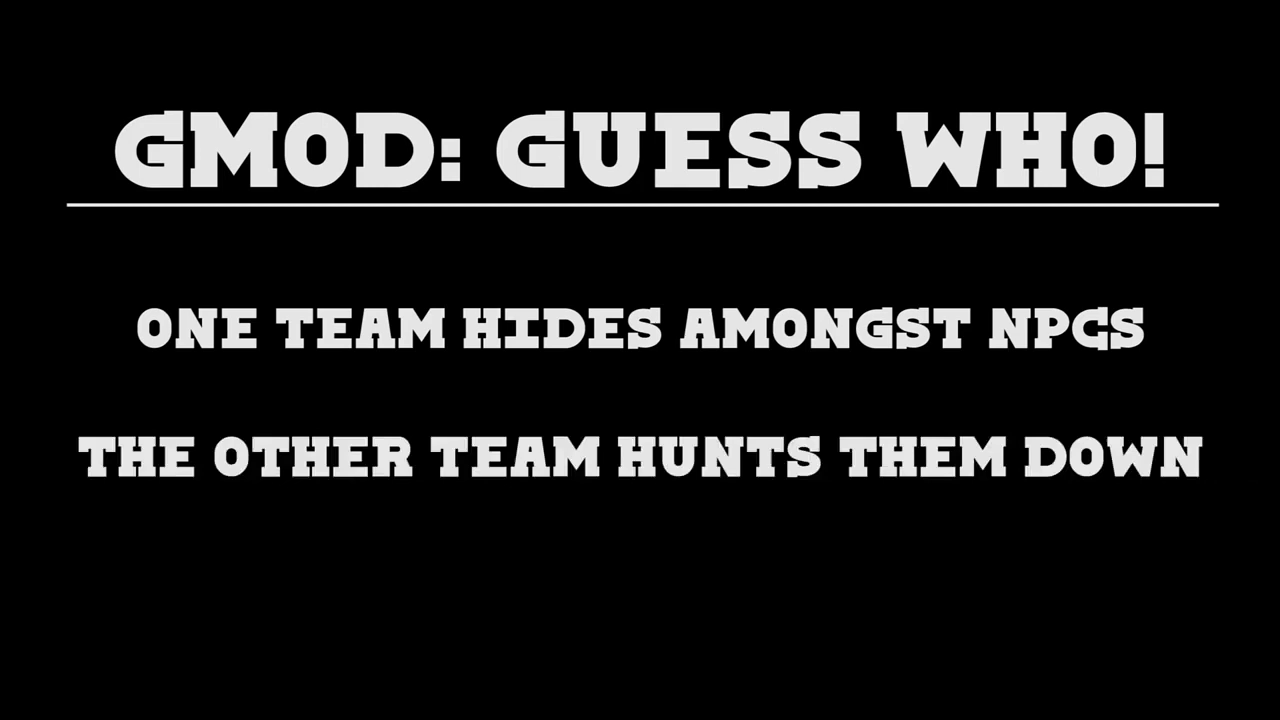 GMOD: GUESS WHO!
ONE TEAM HIDES AMONGST NPCS
THE OTHER TEAM HUNTS THEM DOWN